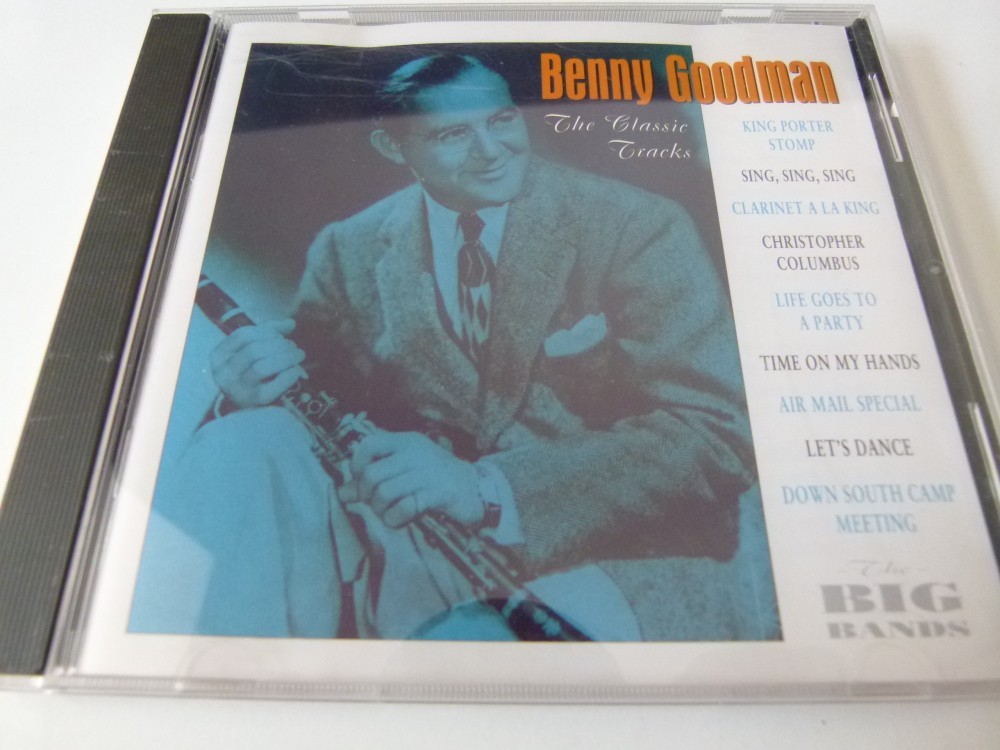 Benny Goodman
The Classic
Tracks
KING PORTER
STOMP
SING, SING, SING
CLARINET A LA KING
CHRISTOPHER
COLUMBUS
LIFE GOES TO
A PARTY
TIME ON MY HANDS
AIR MAIL SPECIAL
LET'S DANCE
DOWN SOUTH CAMP
MEETING
The
BIG
BANDS